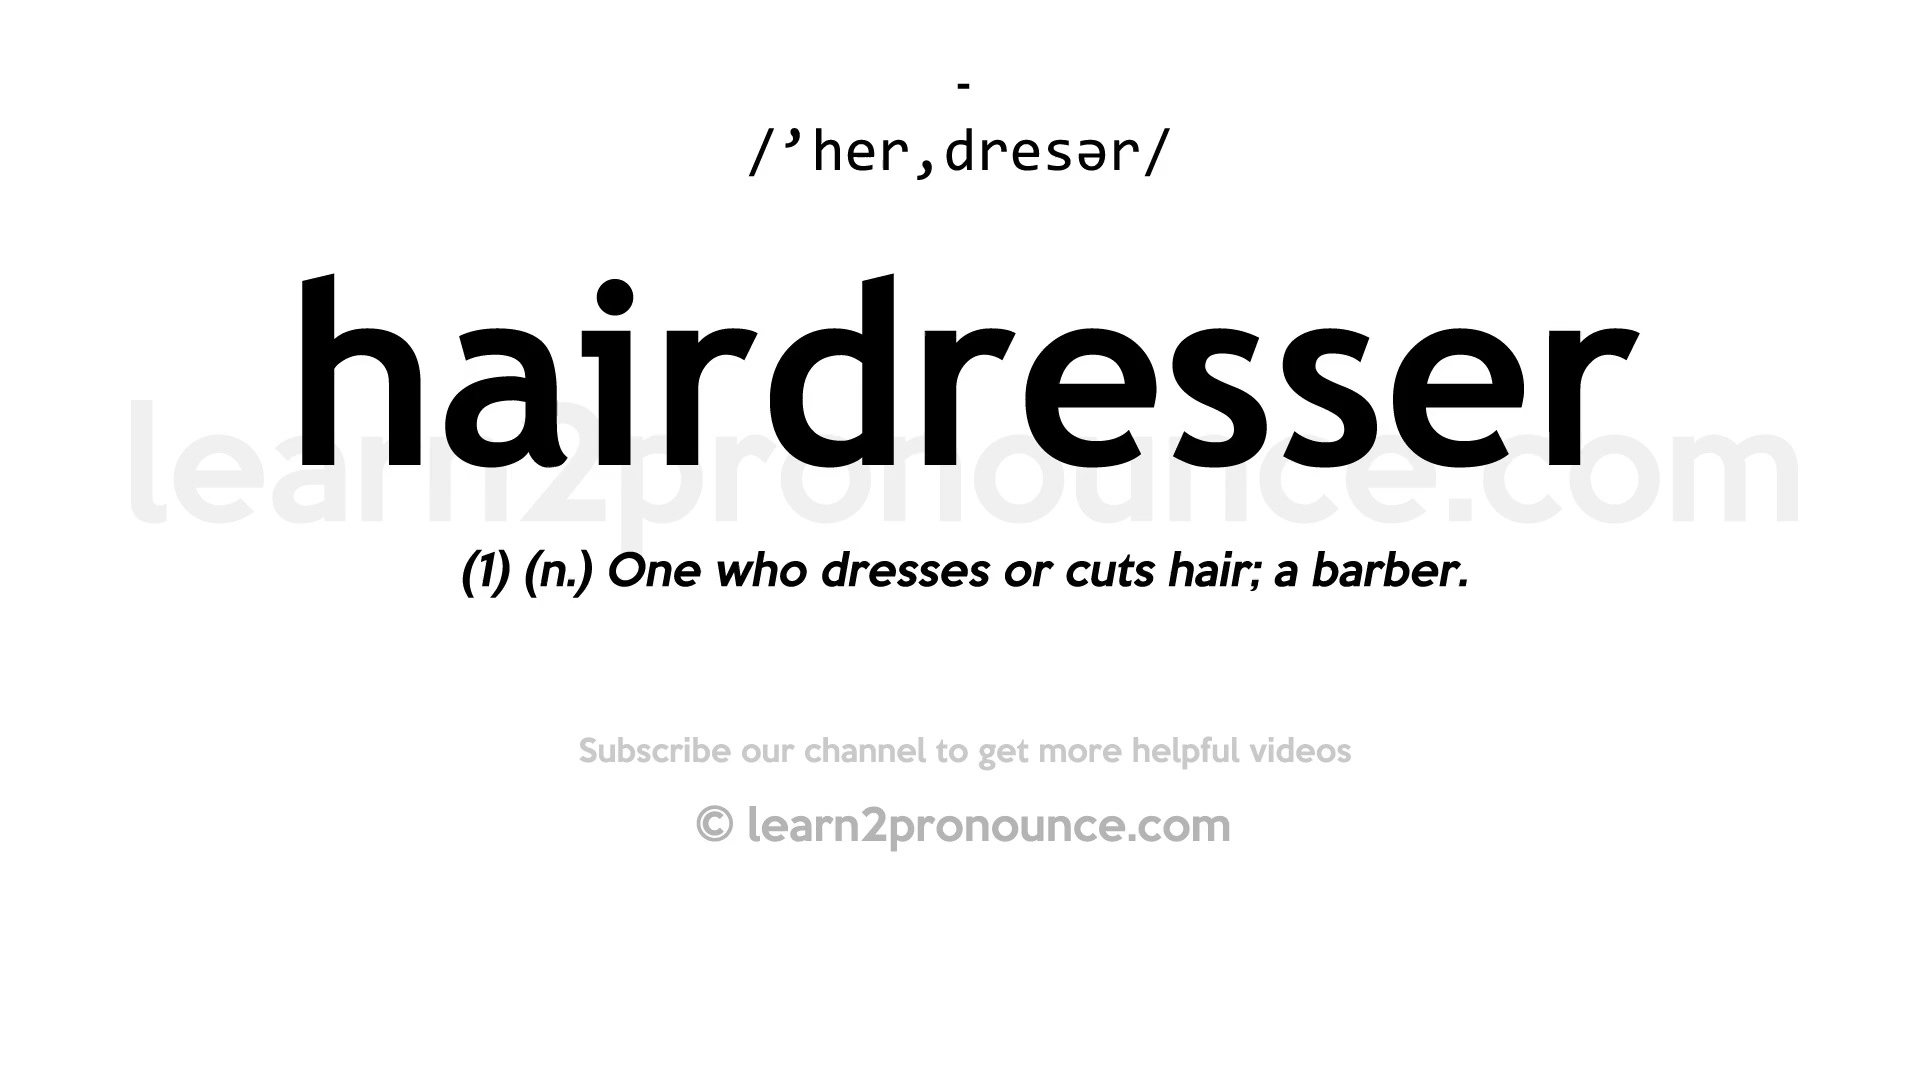 -
/’her,dresər/
hairdresser
learn2pronounce.com
(1) (n.) One who dresses or cuts hair; a barber.
Subscribe our channel to get more helpful videos
© learn2pronounce.com